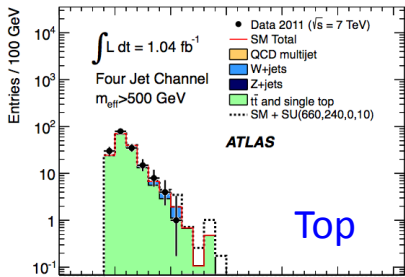 Entries / 100 GeV
∫L dt = 1.04 fb⁻¹
Four Jet Channel
m_eff>500 GeV
Data 2011 (√s = 7 TeV)
SM Total
QCD multijet
W+jets
Z+jets
tt̄ and single top
SM + SU(660,240,0,10)
ATLAS
Top
10⁴
10³
10²
10
1
10⁻¹